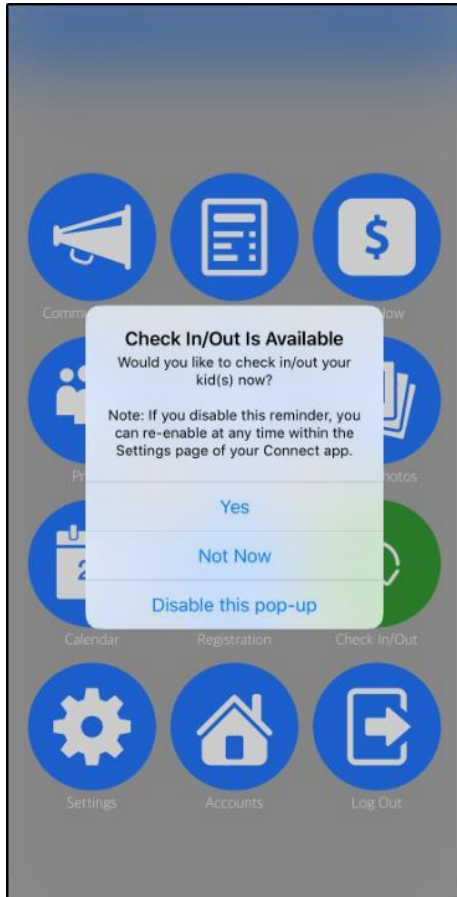 $
Check In/Out Is Available
Would you like to check in/out your
kid(s) now?
Note: If you disable this reminder, you
can re-enable at any time within the
Settings page of your Connect app.
Yes
Not Now
Disable this pop-up
Calendar
Registration
Check In/Out
Settings
Accounts
Log Out